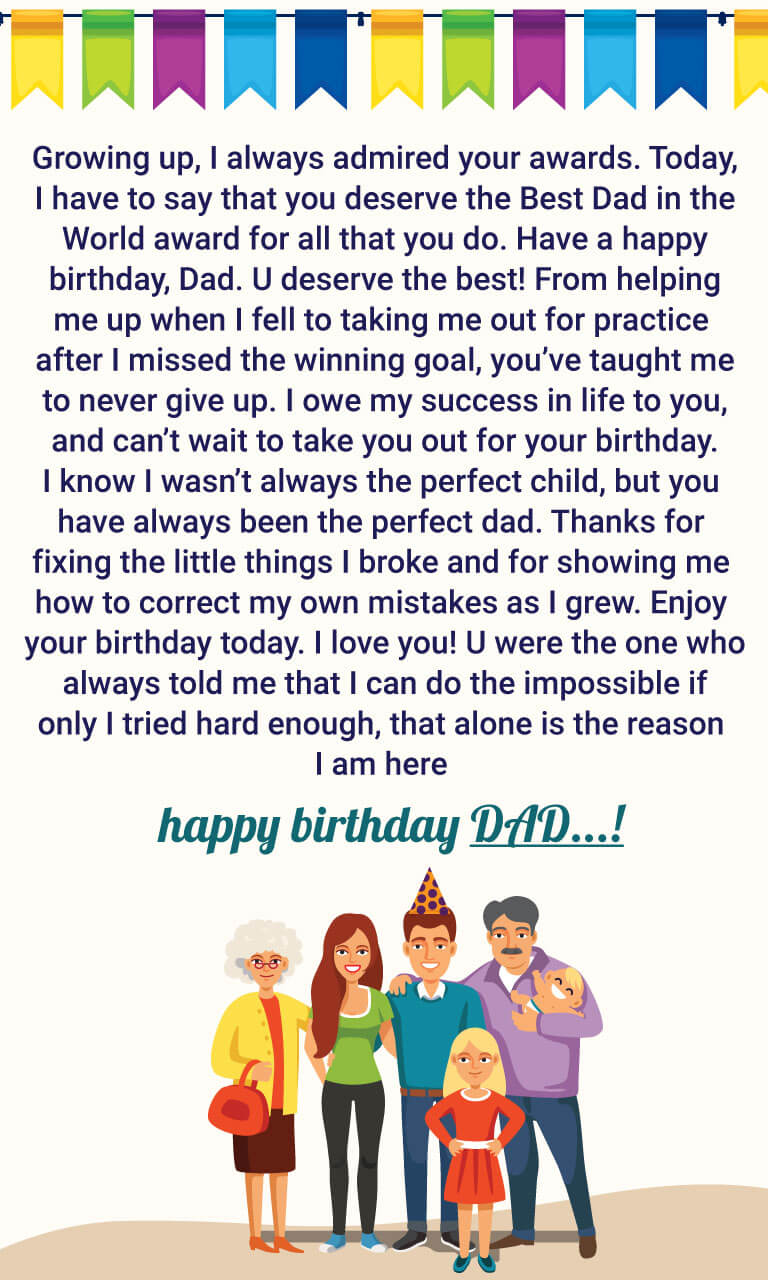 Growing up, I always admired your awards. Today,
I have to say that you deserve the Best Dad in the
World award for all that you do. Have a happy
birthday, Dad. U deserve the best! From helping
me up when I fell to taking me out for practice
after I missed the winning goal, you’ve taught me
to never give up. I owe my success in life to you,
and can’t wait to take you out for your birthday.
I know I wasn’t always the perfect child, but you
have always been the perfect dad. Thanks for
fixing the little things I broke and for showing me
how to correct my own mistakes as I grew. Enjoy
your birthday today. I love you! U were the one who
always told me that I can do the impossible if
only I tried hard enough, that alone is the reason
I am here
happy birthday DAD...!